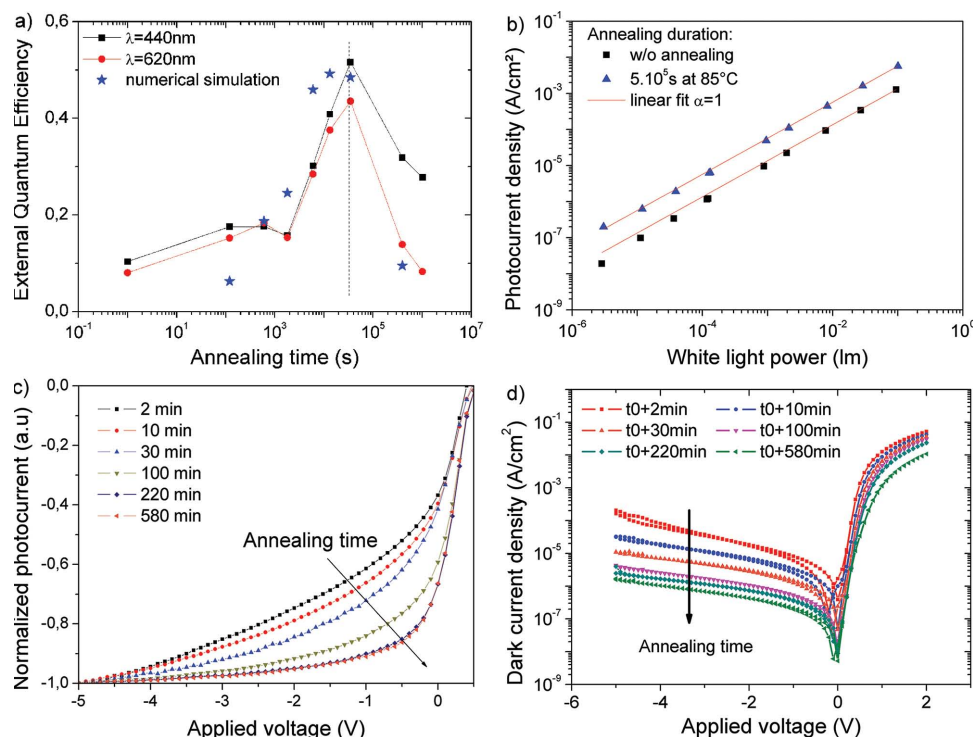 a)
0,6
0,4
0,2
0,0
External Quantum Efficiency
λ=440nm
λ=620nm
numerical simulation
10⁻¹ 10¹ 10³ 10⁵ 10⁷
Annealing time (s)
b)
10⁻¹
10⁻³
10⁻⁵
10⁻⁷
10⁻⁹
Photocurrent density (A/cm²)
Annealing duration:
w/o annealing
5.10⁵s at 85°C
linear fit α=1
10⁻⁶ 10⁻⁴ 10⁻² 10⁰
White light power (lm)
c)
0,0
-0,2
-0,4
-0,6
-0,8
-1,0
Normalized photocurrent (a.u)
2 min
10 min
30 min
100 min
220 min
580 min
Annealing time
-5 -4 -3 -2 -1 0
Applied voltage (V)
d)
10⁻¹
10⁻³
10⁻⁵
10⁻⁷
10⁻⁹
Dark current density (A/cm²)
t0+2min t0+10min
t0+30min t0+100min
t0+220min t0+580min
Annealing time
-6 -4 -2 0 2
Applied voltage (V)